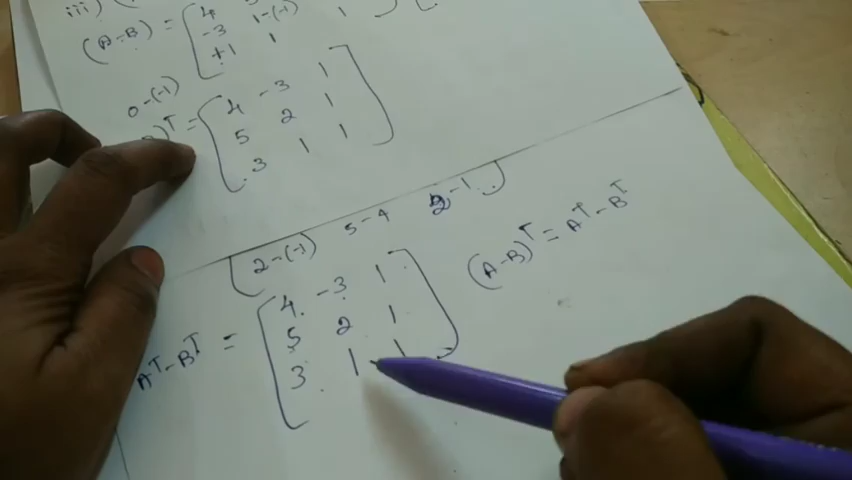 iii)
(A-B) = [ 4
-3 1-(-1) 1
+1 1
0-(-1)
)ᵀ = [ 4 -3 1
5 2 1
3 1 1 ]
2-(-1) 5-4 2-1
Aᵀ-Bᵀ = [ 4 -3 1
5 2 1
3 1 1 ]
(A-B)ᵀ = Aᵀ-Bᵀ